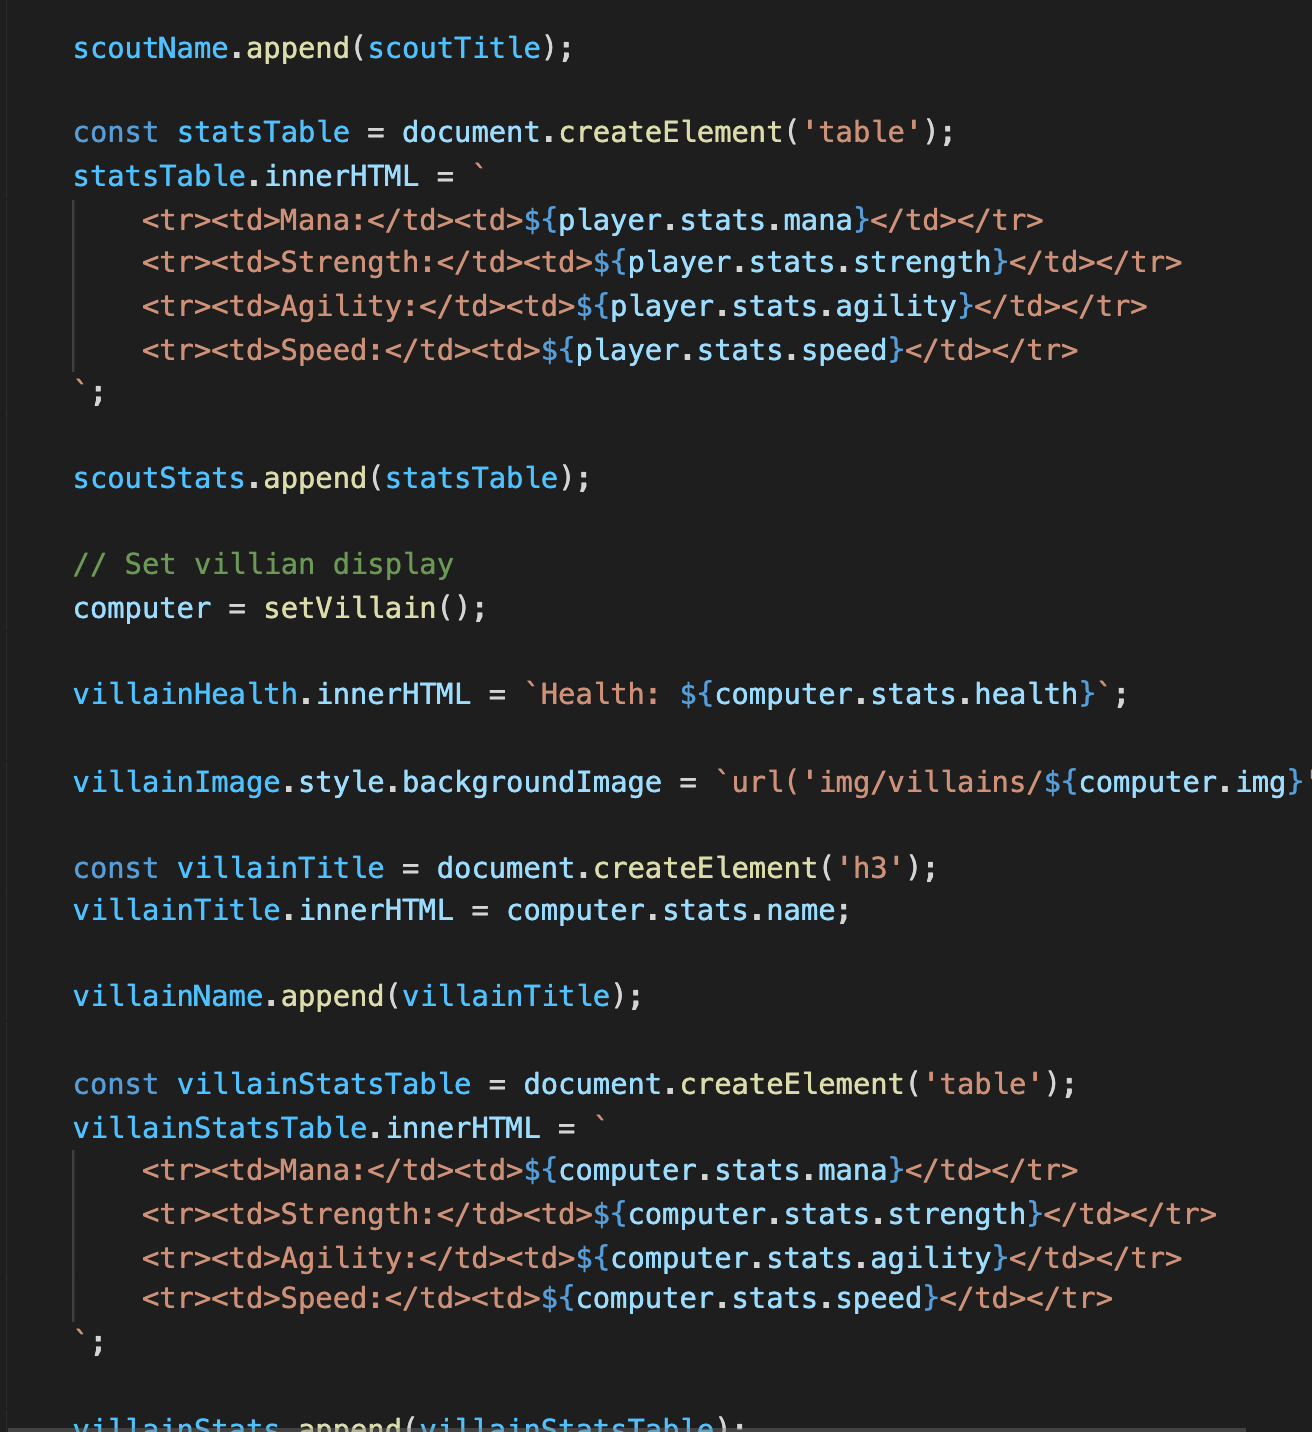 scoutName.append(scoutTitle);
const statsTable = document.createElement('table');
statsTable.innerHTML = `
<tr><td>Mana:</td><td>${player.stats.mana}</td></tr>
<tr><td>Strength:</td><td>${player.stats.strength}</td></tr>
<tr><td>Agility:</td><td>${player.stats.agility}</td></tr>
<tr><td>Speed:</td><td>${player.stats.speed}</td></tr>
`;
scoutStats.append(statsTable);
// Set villian display
computer = setVillain();
villainHealth.innerHTML = `Health: ${computer.stats.health}`;
villainImage.style.backgroundImage = `url('img/villains/${computer.img}'
const villainTitle = document.createElement('h3');
villainTitle.innerHTML = computer.stats.name;
villainName.append(villainTitle);
const villainStatsTable = document.createElement('table');
villainStatsTable.innerHTML = `
<tr><td>Mana:</td><td>${computer.stats.mana}</td></tr>
<tr><td>Strength:</td><td>${computer.stats.strength}</td></tr>
<tr><td>Agility:</td><td>${computer.stats.agility}</td></tr>
<tr><td>Speed:</td><td>${computer.stats.speed}</td></tr>
`;
villainStats.append(villainStatsTable);